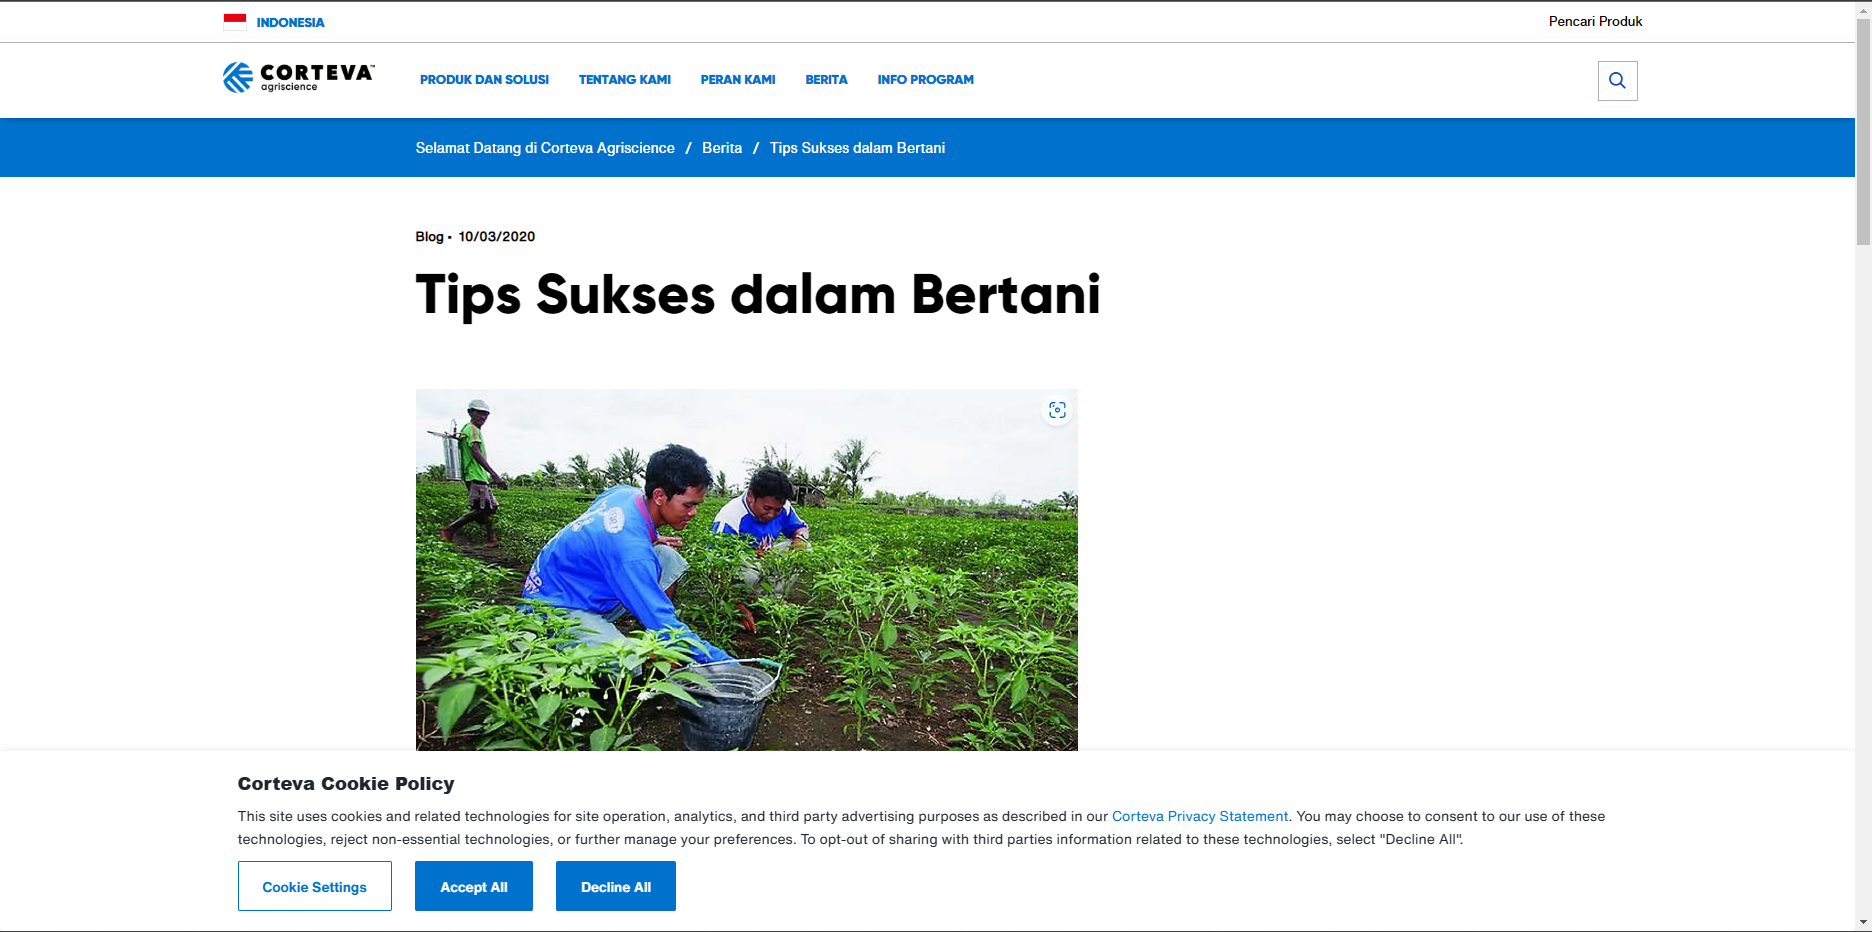 INDONESIA
Pencari Produk
CORTEVA™
agriscience
PRODUK DAN SOLUSI
TENTANG KAMI
PERAN KAMI
BERITA
INFO PROGRAM
Selamat Datang di Corteva Agriscience / Berita / Tips Sukses dalam Bertani
Blog • 10/03/2020
Tips Sukses dalam Bertani
Corteva Cookie Policy
This site uses cookies and related technologies for site operation, analytics, and third party advertising purposes as described in our Corteva Privacy Statement. You may choose to consent to our use of these
technologies, reject non-essential technologies, or further manage your preferences. To opt-out of sharing with third parties information related to these technologies, select "Decline All".
Cookie Settings
Accept All
Decline All